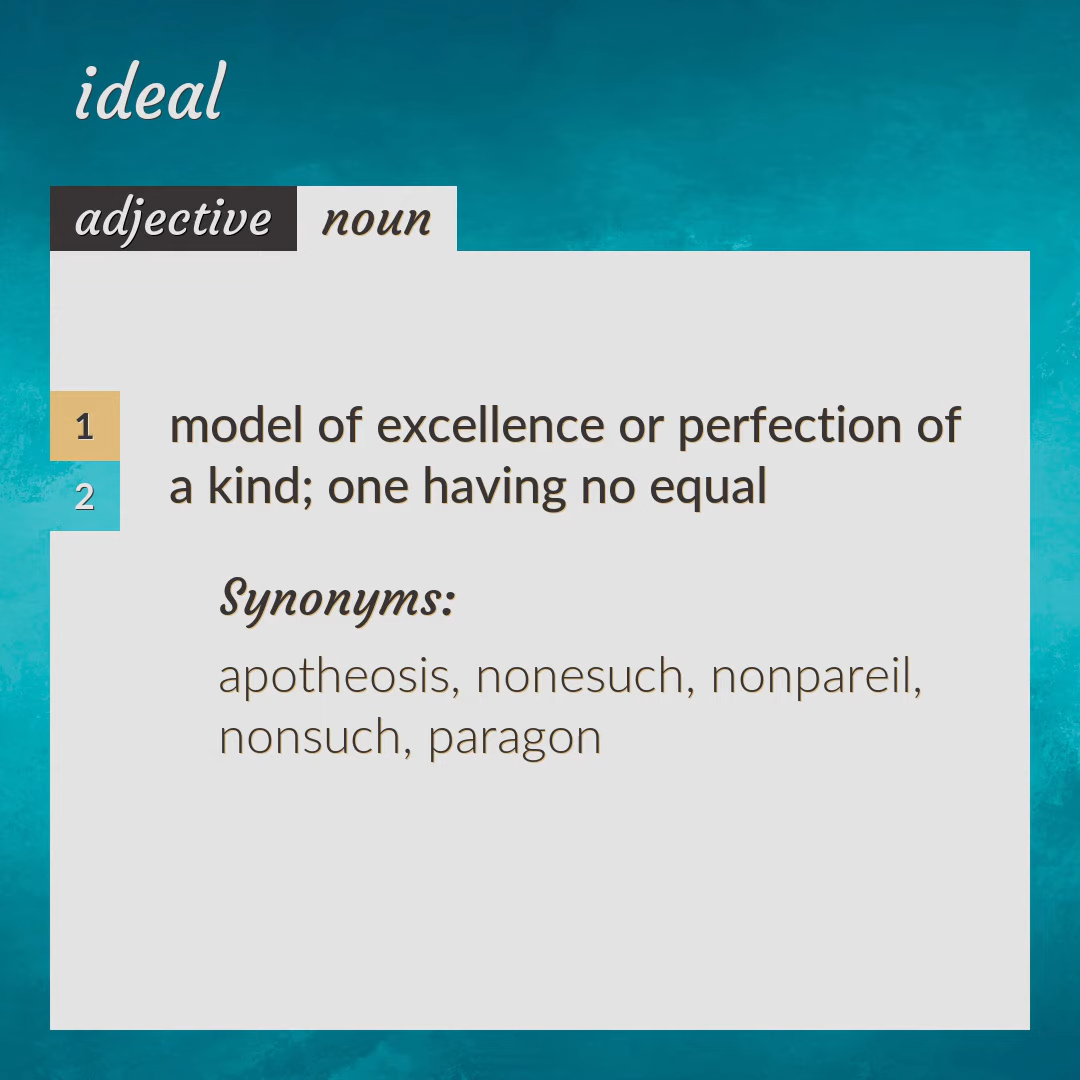 ideal
adjective noun
1 model of excellence or perfection of
2 a kind; one having no equal
Synonyms:
apotheosis, nonesuch, nonpareil,
nonsuch, paragon